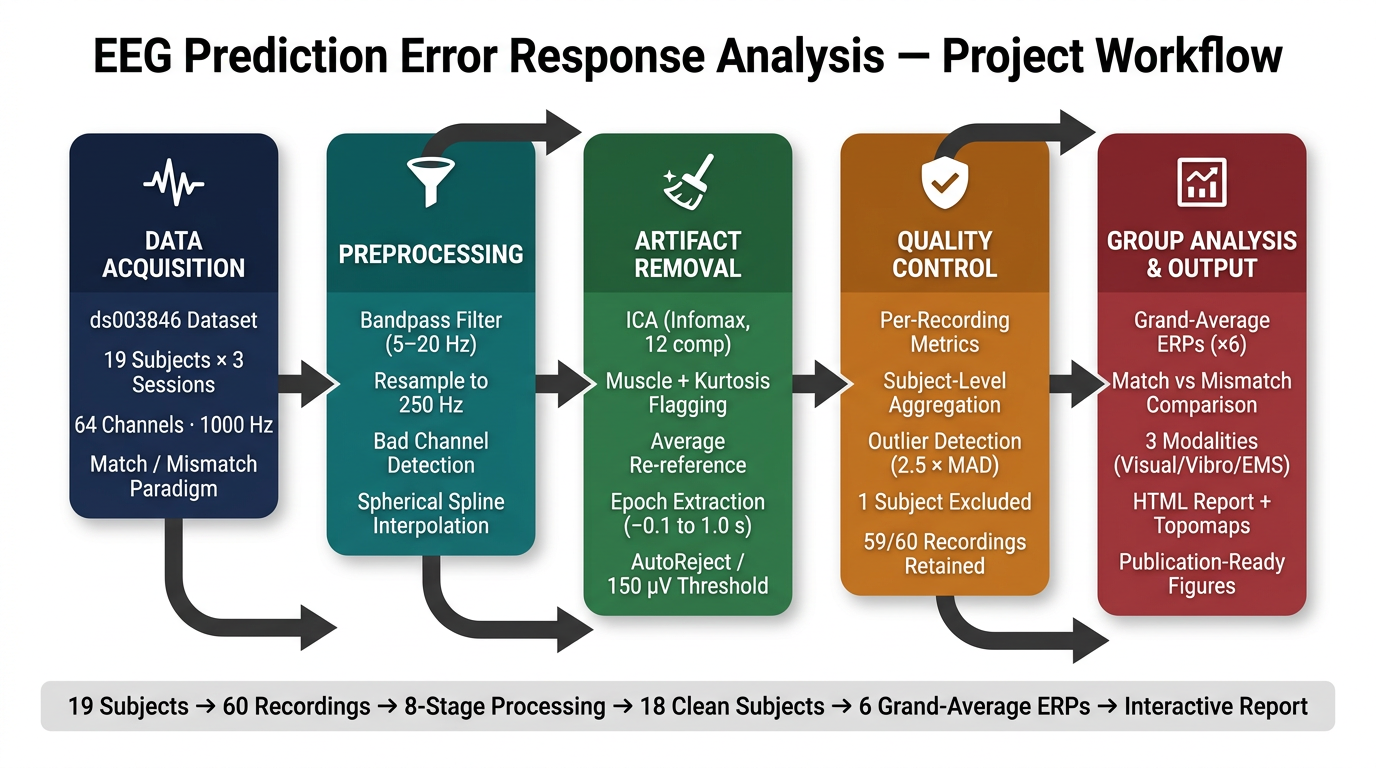 EEG Prediction Error Response Analysis — Project Workflow
DATA
ACQUISITION
ds003846 Dataset
19 Subjects × 3
Sessions
64 Channels · 1000 Hz
Match / Mismatch
Paradigm
PREPROCESSING
Bandpass Filter
(5–20 Hz)
Resample to
250 Hz
Bad Channel
Detection
Spherical Spline
Interpolation
ARTIFACT
REMOVAL
ICA (Infomax,
12 comp)
Muscle + Kurtosis
Flagging
Average
Re-reference
Epoch Extraction
(−0.1 to 1.0 s)
AutoReject /
150 µV Threshold
QUALITY
CONTROL
Per-Recording
Metrics
Subject-Level
Aggregation
Outlier Detection
(2.5 × MAD)
1 Subject Excluded
59/60 Recordings
Retained
GROUP ANALYSIS
& OUTPUT
Grand-Average
ERPs (×6)
Match vs Mismatch
Comparison
3 Modalities
(Visual/Vibro/EMS)
HTML Report +
Topomaps
Publication-Ready
Figures
19 Subjects → 60 Recordings → 8-Stage Processing → 18 Clean Subjects → 6 Grand-Average ERPs → Interactive Report